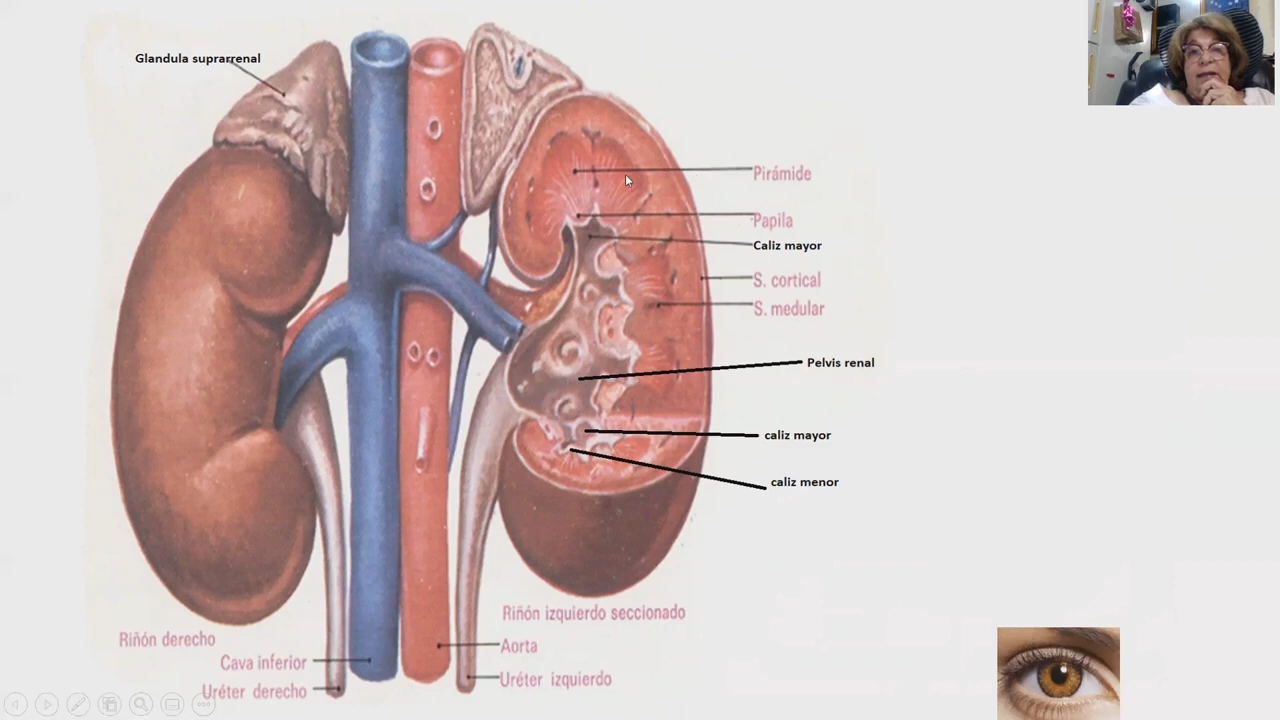 Glandula suprarrenal
Pirámide
Papila
Caliz mayor
S. cortical
S. medular
Pelvis renal
caliz mayor
caliz menor
Riñón izquierdo seccionado
Riñón derecho
Aorta
Cava inferior
Uréter izquierdo
Uréter derecho